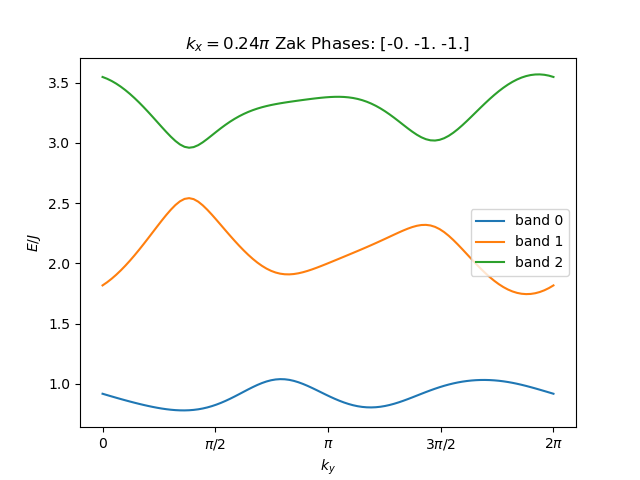 $k_x = 0.24\pi$ Zak Phases: [-0. -1. -1.]
3.5
3.0
2.5
2.0
1.5
1.0
E/J
band 0
band 1
band 2
0
π/2
π
3π/2
2π
$k_y$